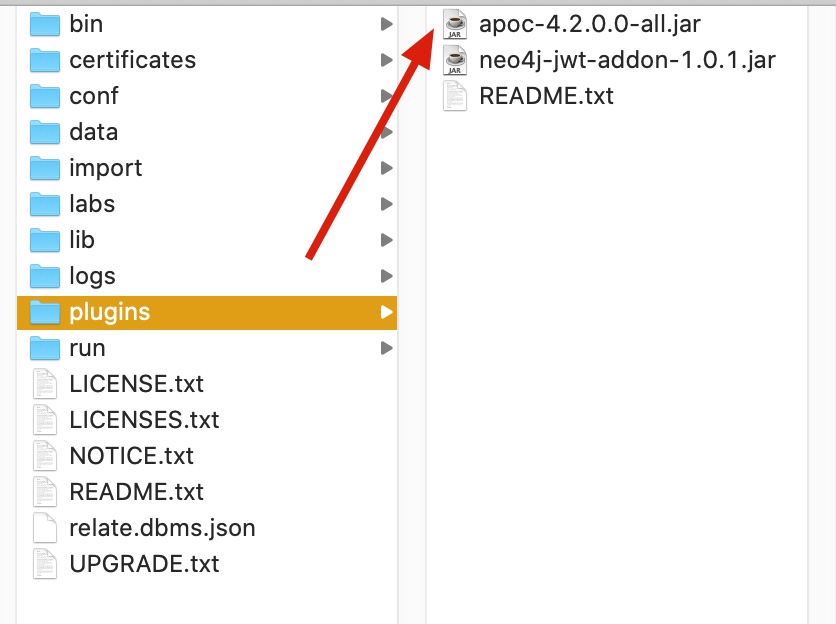 bin
certificates
conf
data
import
labs
lib
logs
plugins
run
LICENSE.txt
LICENSES.txt
NOTICE.txt
README.txt
relate.dbms.json
UPGRADE.txt
JAR apoc-4.2.0.0-all.jar
JAR neo4j-jwt-addon-1.0.1.jar
README.txt